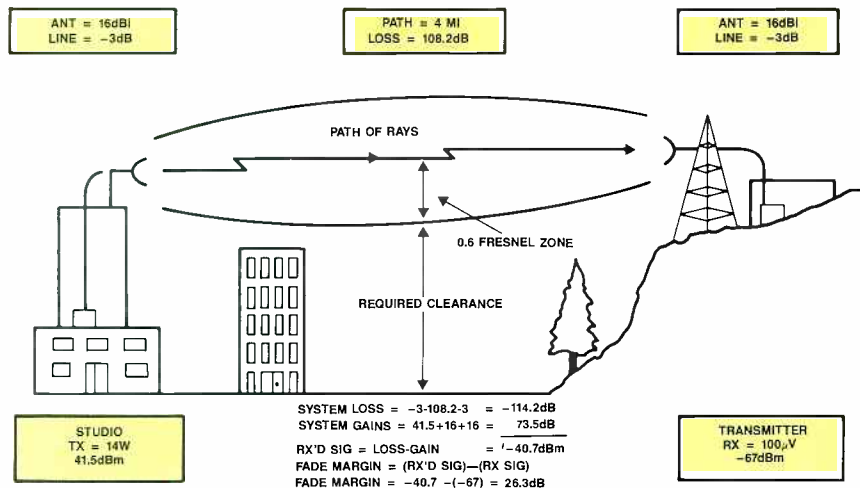 ANT = 16dBI
LINE = -3dB
PATH = 4 MI
LOSS = 108.2dB
ANT = 16dBI
LINE = -3dB
PATH OF RAYS
0.6 FRESNEL ZONE
REQUIRED CLEARANCE
STUDIO
TX = 14W
41.5dBm
SYSTEM LOSS = -3-108.2-3 = -114.2dB
SYSTEM GAINS = 41.5+16+16 = 73.5dB
RX'D SIG = LOSS-GAIN = -40.7dBm
FADE MARGIN = (RX'D SIG)—(RX SIG)
FADE MARGIN = -40.7 -(-67) = 26.3dB
TRANSMITTER
RX = 100µV
-67dBm